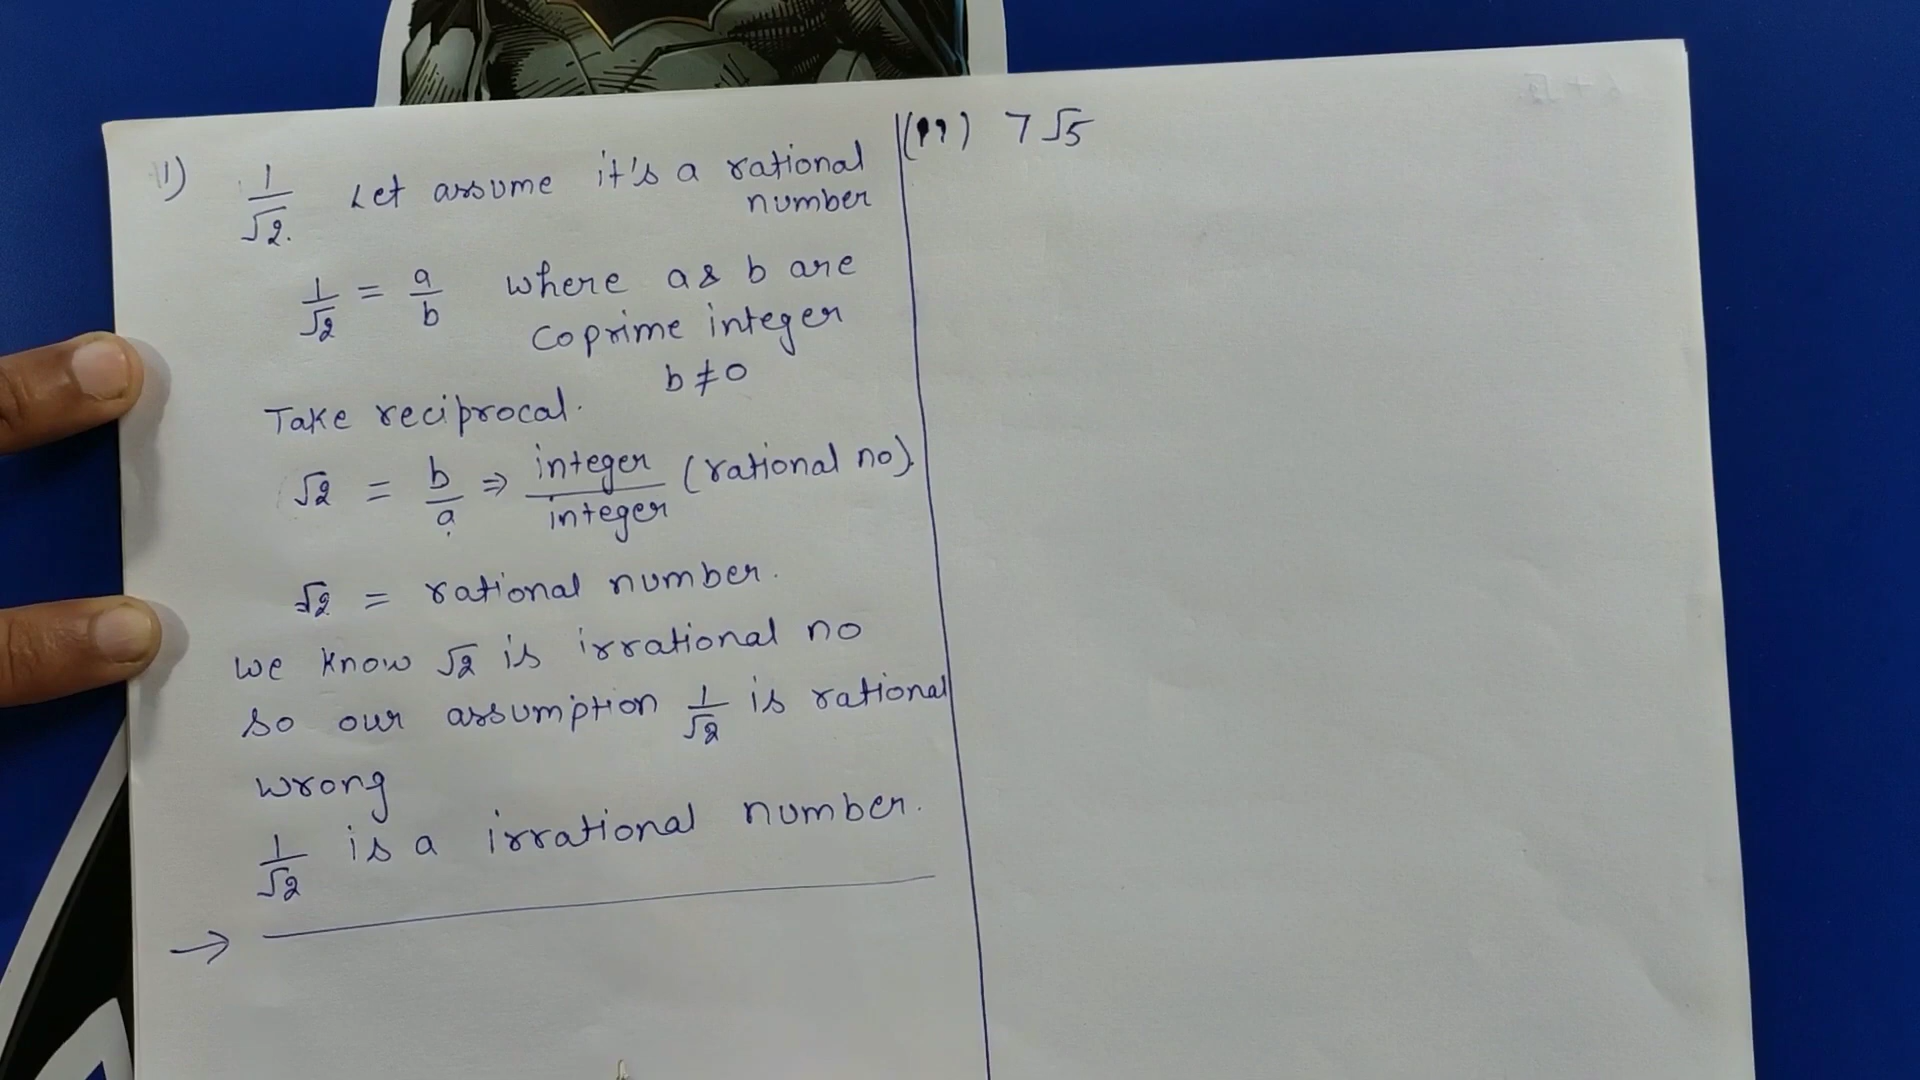 1) 1/√2. Let assume it's a rational
number
1/√2 = a/b where a & b are
coprime integer
b ≠ 0
Take reciprocal.
√2 = b/a ⇒ integer/integer (rational no).
√2 = rational number.
We know √2 is irrational no
so our assumption 1/√2 is rational
wrong
1/√2 is a irrational number.
→
(ii) 7√5